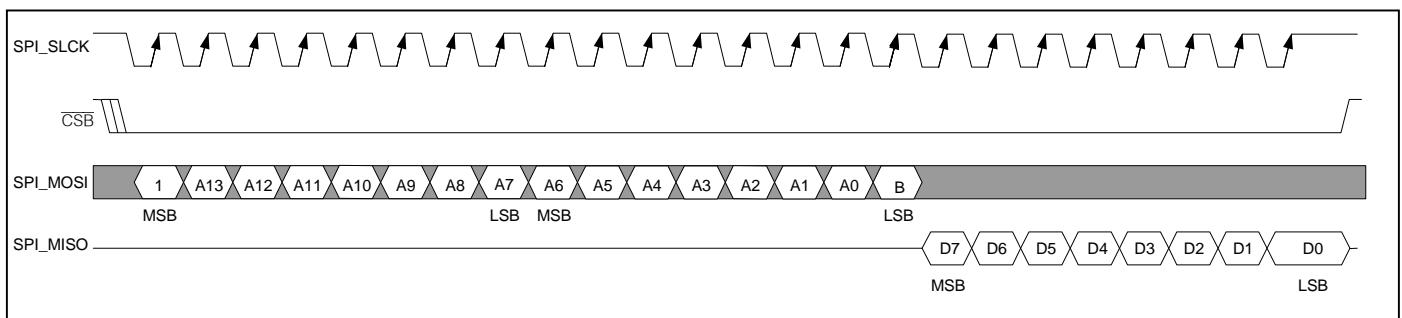 SPI_SLCK
CSB
SPI_MOSI 1 A13 A12 A11 A10 A9 A8 A7 A6 A5 A4 A3 A2 A1 A0 B
MSB LSB MSB LSB
SPI_MISO D7 D6 D5 D4 D3 D2 D1 D0
MSB LSB